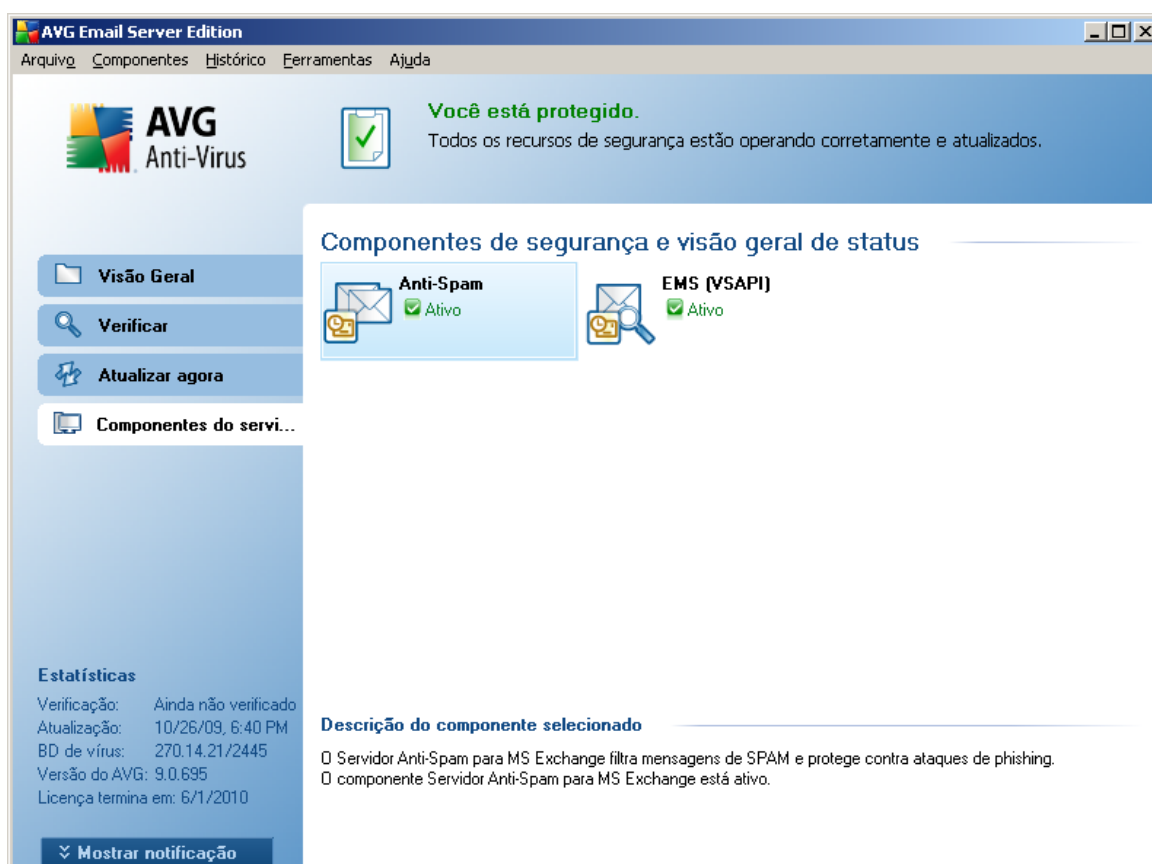 AVG Email Server Edition
Arquivo Componentes Histórico Ferramentas Ajuda
AVG
Anti-Virus
Você está protegido.
Todos os recursos de segurança estão operando corretamente e atualizados.
Visão Geral
Verificar
Atualizar agora
Componentes do servi...
Componentes de segurança e visão geral de status
Anti-Spam
Ativo
EMS (VSAPI)
Ativo
Estatísticas
Verificação: Ainda não verificado
Atualização: 10/26/09, 6:40 PM
BD de vírus: 270.14.21/2445
Versão do AVG: 9.0.695
Licença termina em: 6/1/2010
Mostrar notificação
Descrição do componente selecionado
O Servidor Anti-Spam para MS Exchange filtra mensagens de SPAM e protege contra ataques de phishing.
O componente Servidor Anti-Spam para MS Exchange está ativo.